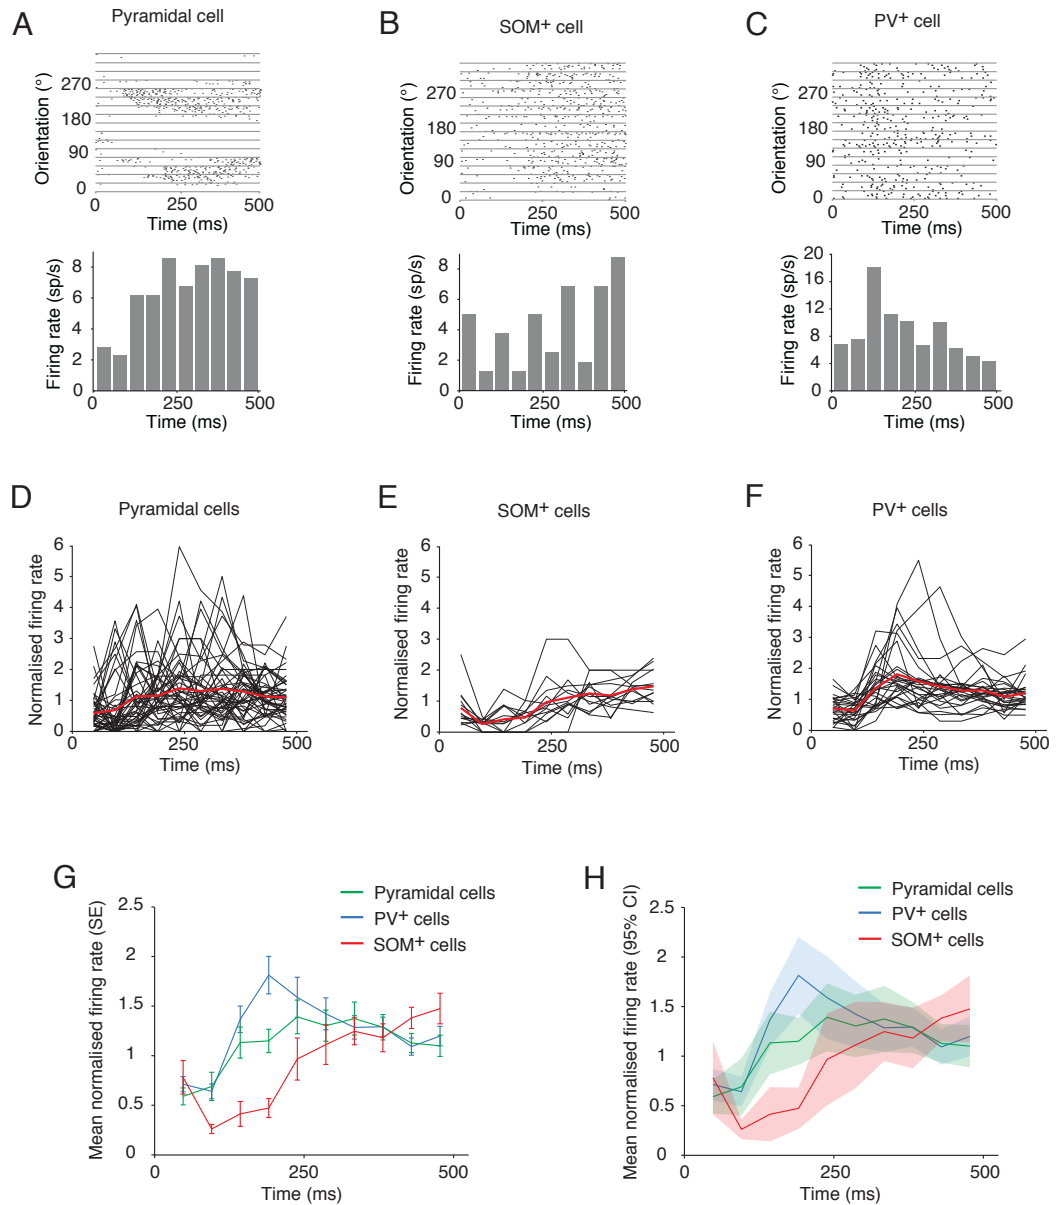 A
Pyramidal cell
Orientation (°)
270
180
90
0
0
250
500
Time (ms)
Firing rate (sp/s)
8
6
4
2
0
0
250
500
Time (ms)
B
SOM+ cell
Orientation (°)
270
180
90
0
0
250
500
Time (ms)
Firing rate (sp/s)
8
6
4
2
0
0
250
500
Time (ms)
C
PV+ cell
Orientation (°)
270
180
90
0
0
250
500
Time (ms)
Firing rate (sp/s)
20
16
12
8
4
0
0
250
500
Time (ms)
D
Pyramidal cells
Normalised firing rate
6
5
4
3
2
1
0
0
250
500
Time (ms)
E
SOM+ cells
Normalised firing rate
6
5
4
3
2
1
0
0
250
500
Time (ms)
F
PV+ cells
Normalised firing rate
6
5
4
3
2
1
0
0
250
500
Time (ms)
G
Pyramidal cells
PV+ cells
SOM+ cells
Mean normalised firing rate (SE)
2.5
2
1.5
1
0.5
0
0
250
500
Time (ms)
H
Pyramidal cells
PV+ cells
SOM+ cells
Mean normalised firing rate (95% CI)
2.5
2
1.5
1
0.5
0
0
250
500
Time (ms)